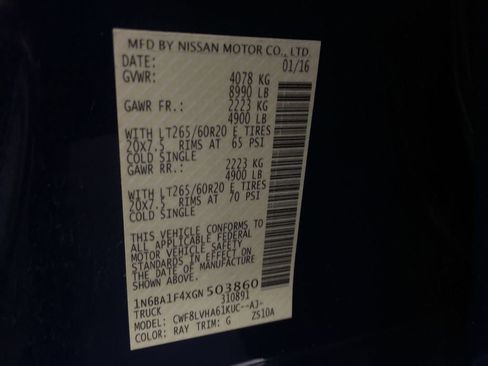 MFD BY NISSAN MOTOR CO., LTD.
DATE: 01/16
GVWR: 4078 KG
8990 LB
GAWR FR.: 2223 KG
4900 LB
WITH LT265/60R20 E TIRES
20X7.5 RIMS AT 65 PSI
COLD SINGLE
GAWR RR.: 2223 KG
4900 LB
WITH LT265/60R20 E TIRES
20X7.5 RIMS AT 70 PSI
COLD SINGLE
THIS VEHICLE CONFORMS TO
ALL APPLICABLE FEDERAL
MOTOR VEHICLE SAFETY
STANDARDS IN EFFECT ON
THE DATE OF MANUFACTURE
SHOWN ABOVE.
1N6BA1F4XGN503860
TRUCK 310891
MODEL: CWF8LVHA61KUC--AJ-
COLOR: RAY TRIM: G ZS10A